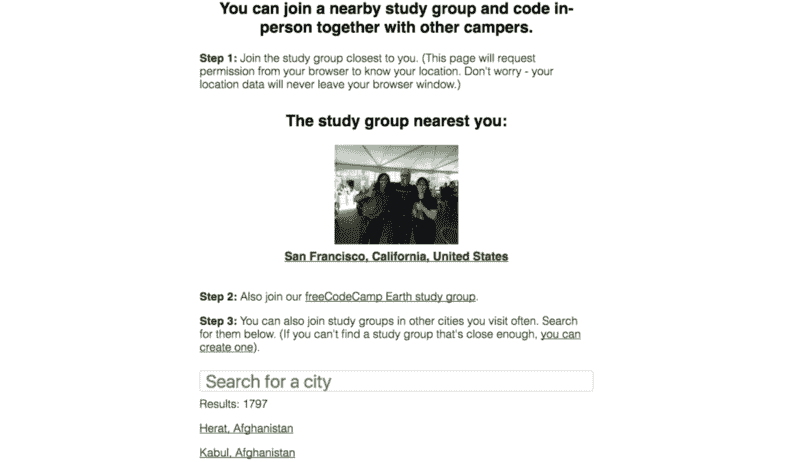 You can join a nearby study group and code in-
person together with other campers.
Step 1: Join the study group closest to you. (This page will request
permission from your browser to know your location. Don't worry - your
location data will never leave your browser window.)
The study group nearest you:
San Francisco, California, United States
Step 2: Also join our freeCodeCamp Earth study group.
Step 3: You can also join study groups in other cities you visit often. Search
for them below. (If you can't find a study group that's close enough, you can
create one).
Search for a city
Results: 1797
Herat, Afghanistan
Kabul, Afghanistan